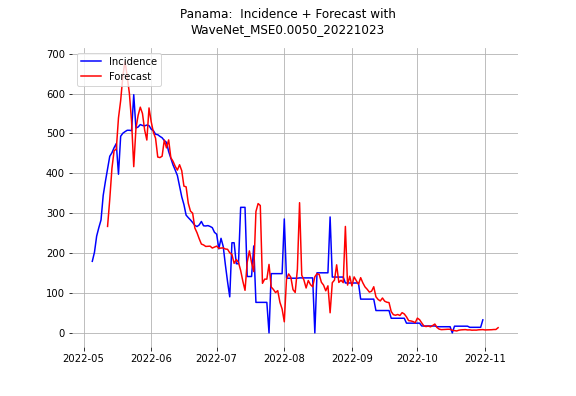 Panama:  Incidence + Forecast with
WaveNet_MSE0.0050_20221023
Incidence
Forecast
700
600
500
400
300
200
100
0
2022-05 2022-06 2022-07 2022-08 2022-09 2022-10 2022-11